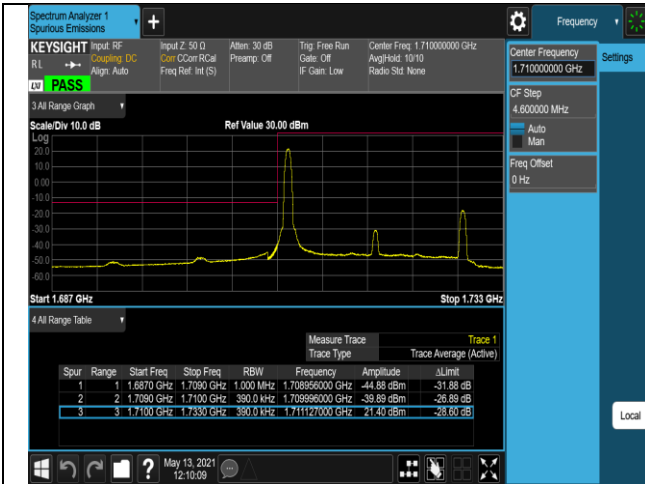 Spectrum Analyzer 1
Spurious Emissions
KEYSIGHT Input: RF Input Z: 50 Ω Atten: 30 dB Trig: Free Run Center Freq: 1.710000000 GHz
RL Coupling: DC Corr CCorr RCal Preamp: Off Gate: Off Avg|Hold: 10/10
Align: Auto Freq Ref: Int (S) IF Gain: Low Radio Std: None
LXI PASS
3 All Range Graph
Scale/Div 10.0 dB Ref Value 30.00 dBm
Log
20.0
10.0
0.00
-10.0
-20.0
-30.0
-40.0
-50.0
-60.0
Start 1.687 GHz Stop 1.733 GHz
4 All Range Table
Measure Trace Trace 1
Trace Type Trace Average (Active)
Spur Range Start Freq Stop Freq RBW Frequency Amplitude ΔLimit
1 1 1.6870 GHz 1.7090 GHz 1.000 MHz 1.708956000 GHz -44.88 dBm -31.88 dB
2 2 1.7090 GHz 1.7100 GHz 390.0 kHz 1.709996000 GHz -39.89 dBm -26.89 dB
3 3 1.7100 GHz 1.7330 GHz 390.0 kHz 1.711127000 GHz 21.40 dBm -28.60 dB
May 13, 2021
12:10:09
Frequency
Center Frequency
1.710000000 GHz
Settings
CF Step
4.600000 MHz
Auto
Man
Freq Offset
0 Hz
Local